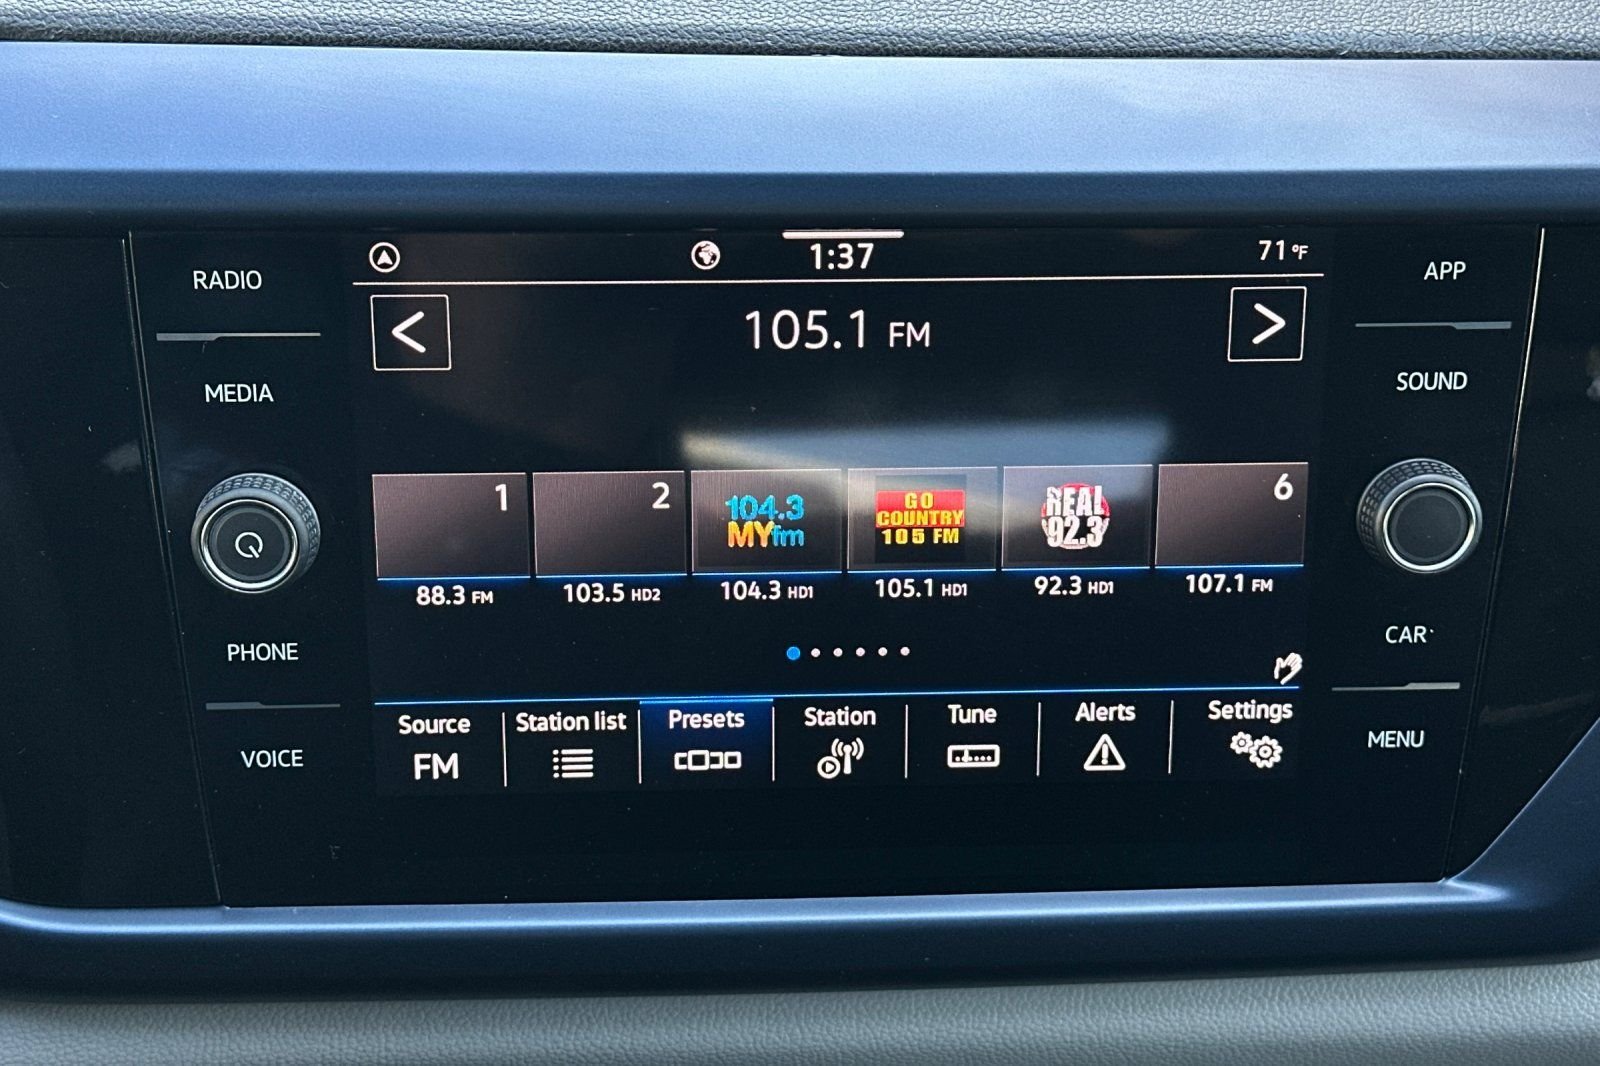 RADIO
MEDIA
PHONE
VOICE
1:37
71 °F
105.1 FM
1
2
104.3
MYfm
GO
COUNTRY
105 FM
REAL
92.3
6
88.3 FM
103.5 HD2
104.3 HD1
105.1 HD1
92.3 HD1
107.1 FM
Source
FM
Station list
Presets
Station
Tune
Alerts
Settings
APP
SOUND
CAR
MENU